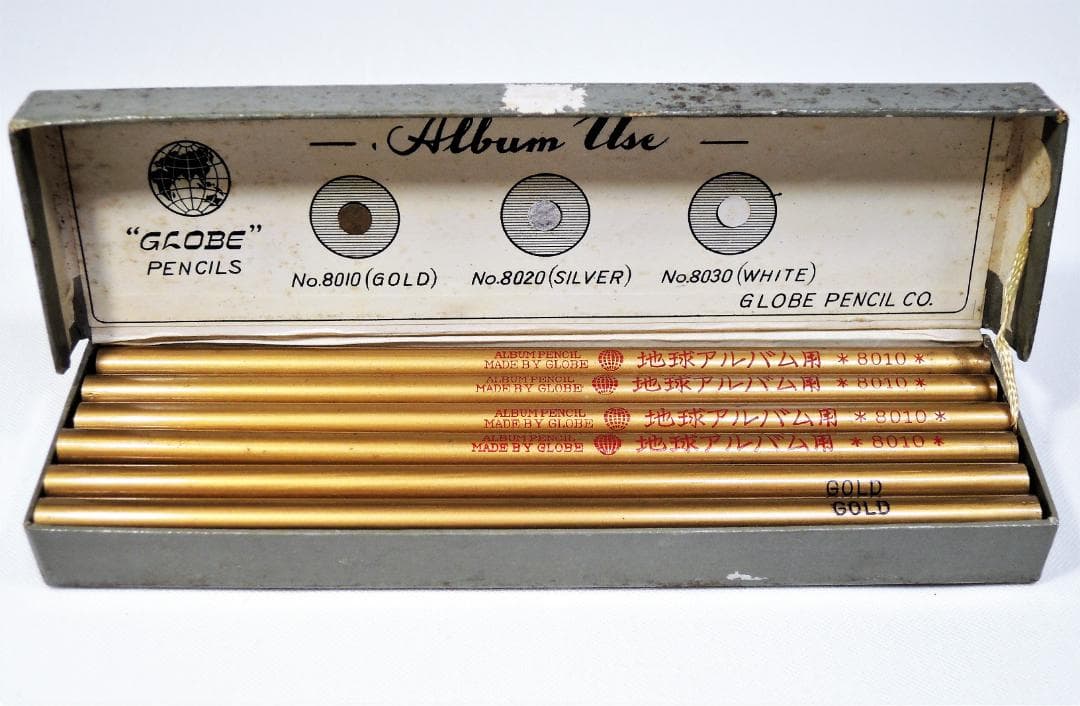 Album Use
"GLOBE"
PENCILS
No.8010(GOLD)
No.8020(SILVER)
No.8030(WHITE)
GLOBE PENCIL CO.
ALBUM PENCIL
MADE BY GLOBE 地球アルバム用 *8010*
ALBUM PENCIL
MADE BY GLOBE 地球アルバム用 *8010*
ALBUM PENCIL
MADE BY GLOBE 地球アルバム用 *8010*
ALBUM PENCIL
MADE BY GLOBE 地球アルバム用 *8010*
GOLD
GOLD